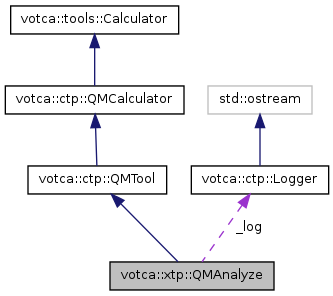 votca::tools::Calculator
votca::ctp::QMCalculator
std::ostream
votca::ctp::QMTool
votca::ctp::Logger
_log
votca::xtp::QMAnalyze